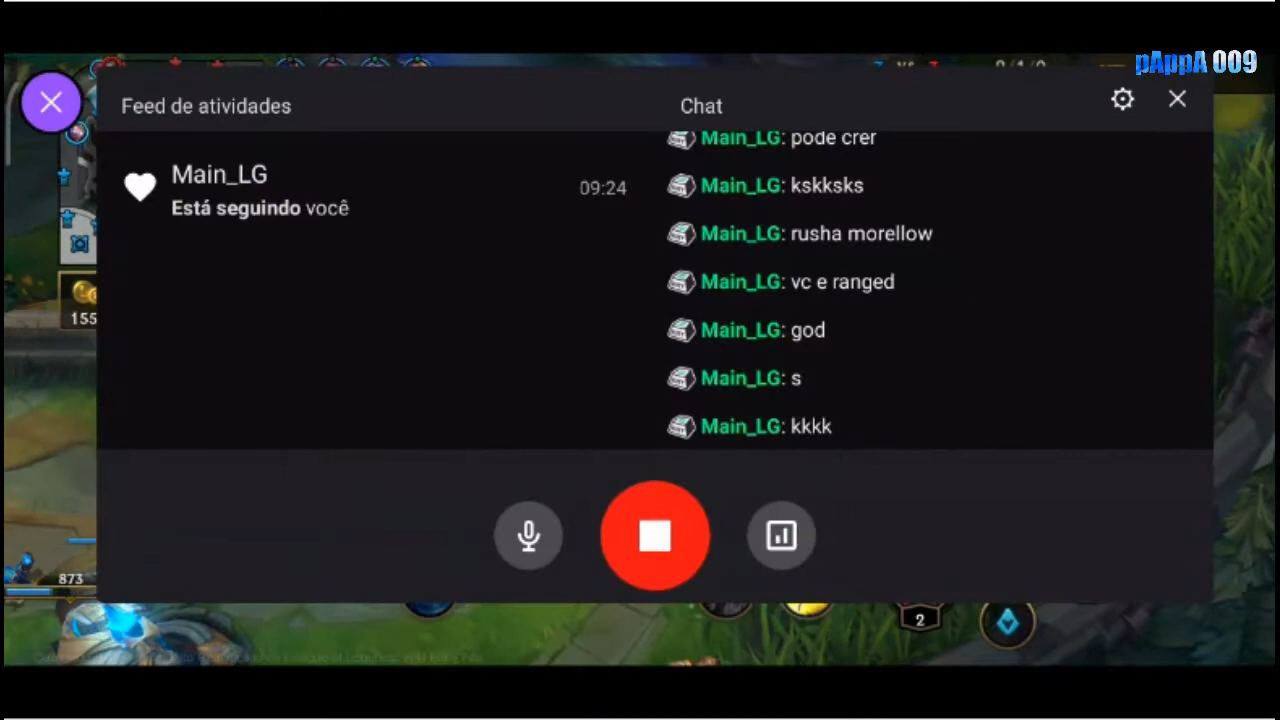 pAppA 009
Feed de atividades
Chat
Main_LG: pode crer
Main_LG
Está seguindo você
09:24
Main_LG: kskksks
Main_LG: rusha morellow
Main_LG: vc e ranged
Main_LG: god
Main_LG: s
Main_LG: kkkk
155
873
2